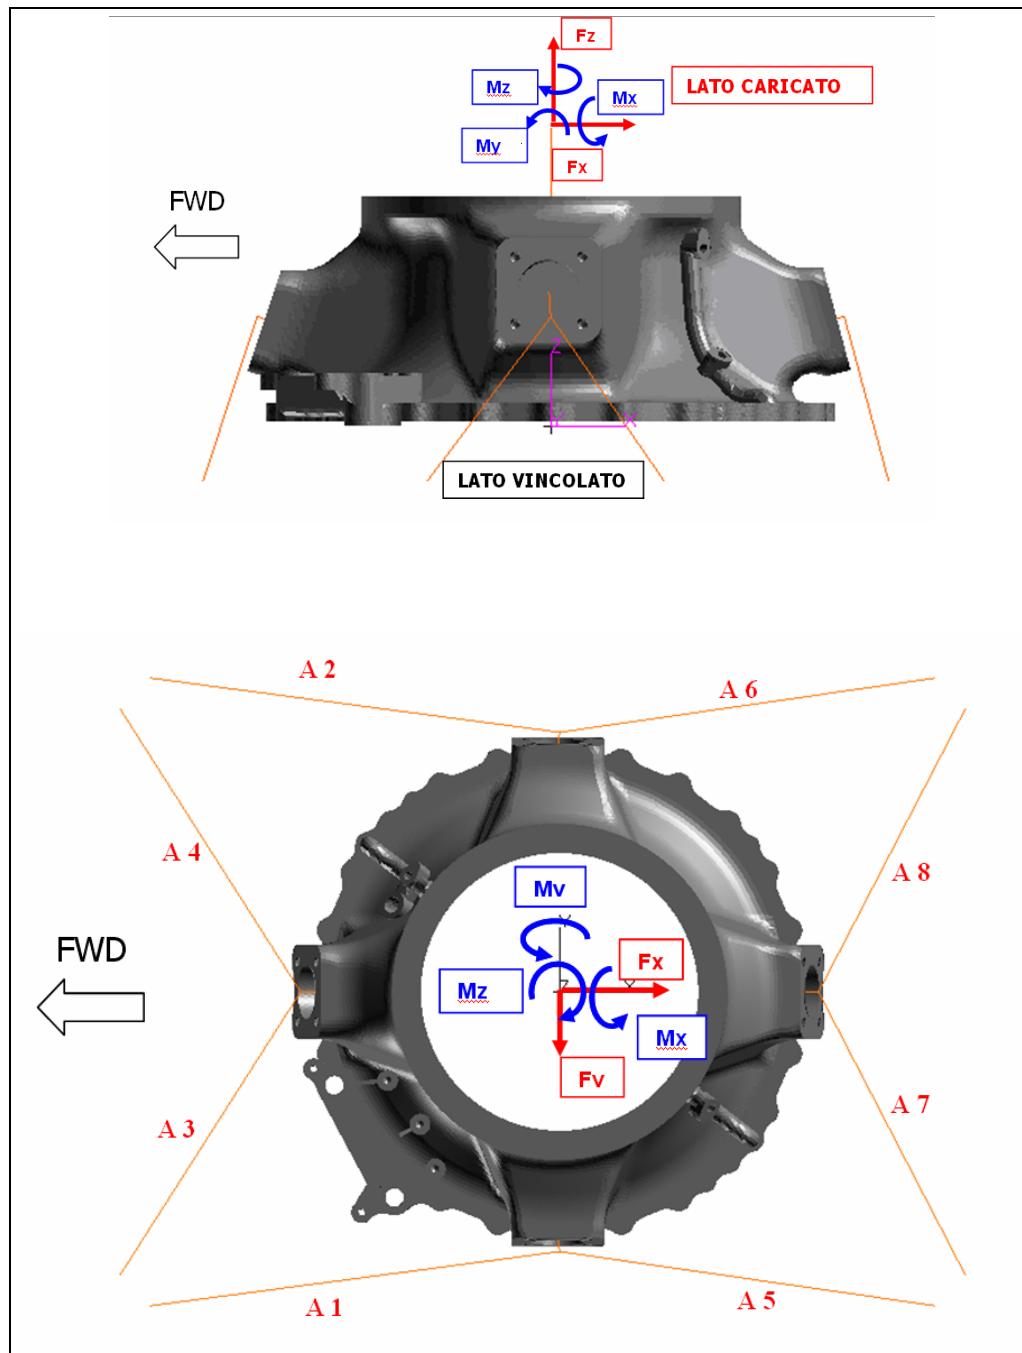 Fz
Mz
Mx
LATO CARICATO
My
Fx
FWD
Z
X
LATO VINCOLATO
A 2
A 6
A 4
A 8
Mv
Y
FWD
Fx
Mz
Z
X
Mx
Fv
A 7
A 3
A 1
A 5